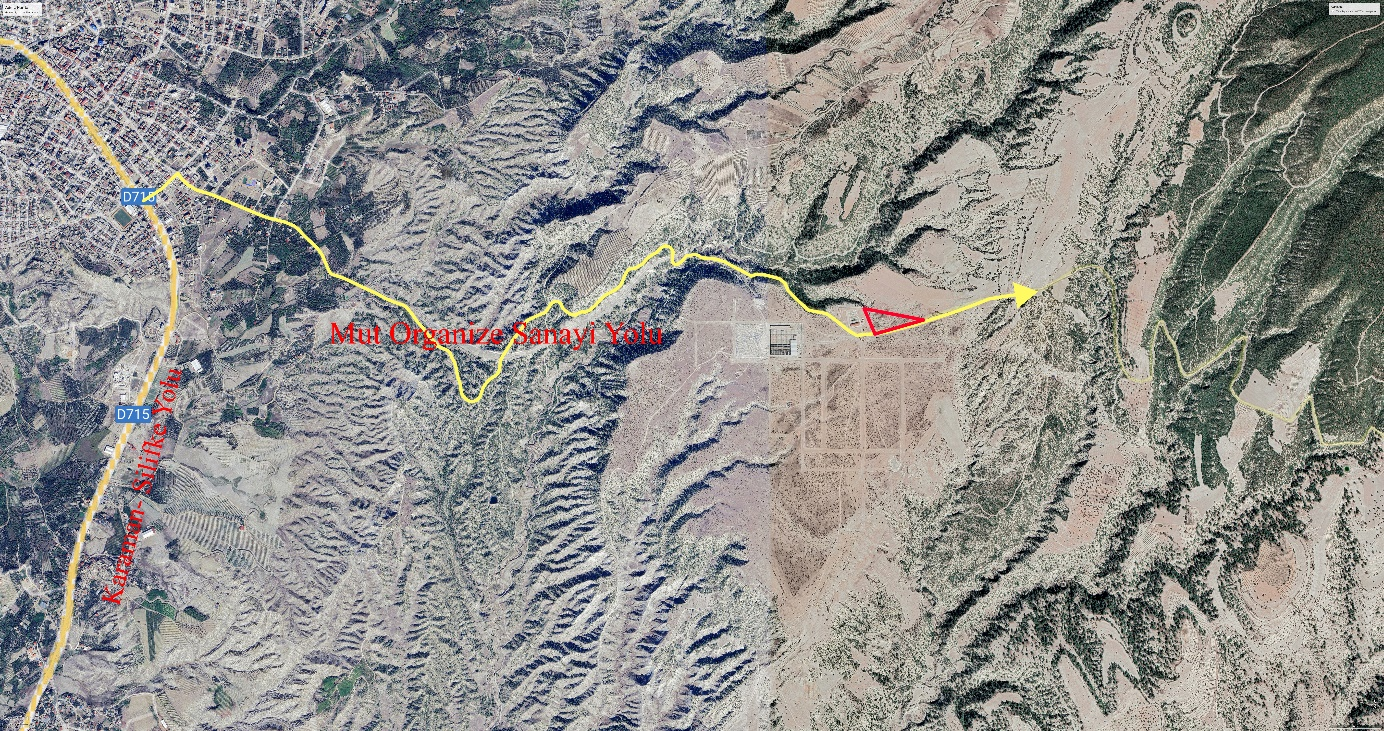 D715
Mut Organize Sanayi Yolu
D715
Karaman- Silifke Yolu